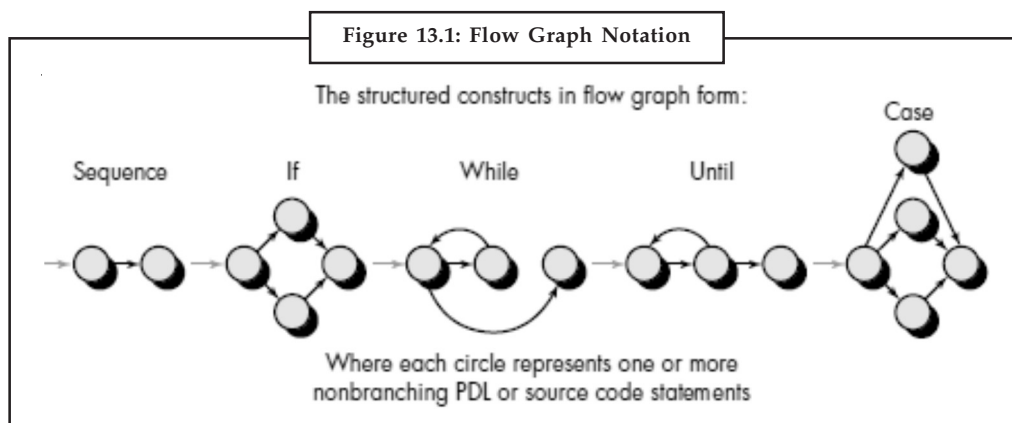 Figure 13.1: Flow Graph Notation
The structured constructs in flow graph form:
Case
Sequence
If
While
Until
Where each circle represents one or more
nonbranching PDL or source code statements